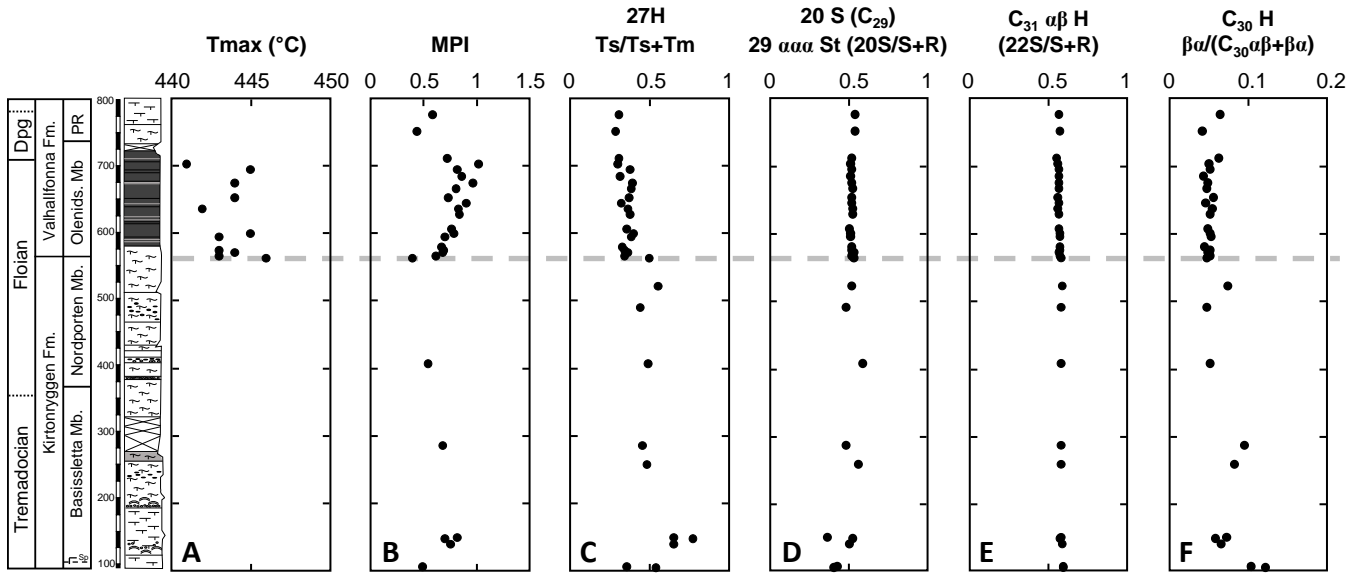 Tmax (°C)
440 445 450
MPI
0 0.5 1 1.5
27H
Ts/Ts+Tm
0 0.5 1
20 S (C₂₉)
29 ααα St (20S/S+R)
0 0.5 1
C₃₁ αβ H
(22S/S+R)
0 0.5 1
C₃₀ H
βα/(C₃₀αβ+βα)
0 0.1 0.2
Dpg
Floian
Tremadocian
Valhallfonna Fm.
Kirtonryggen Fm.
PR
Olenids. Mb
Nordporten Mb.
Basissletta Mb.
Sp
800
700
600
500
400
300
200
100
A
B
C
D
E
F